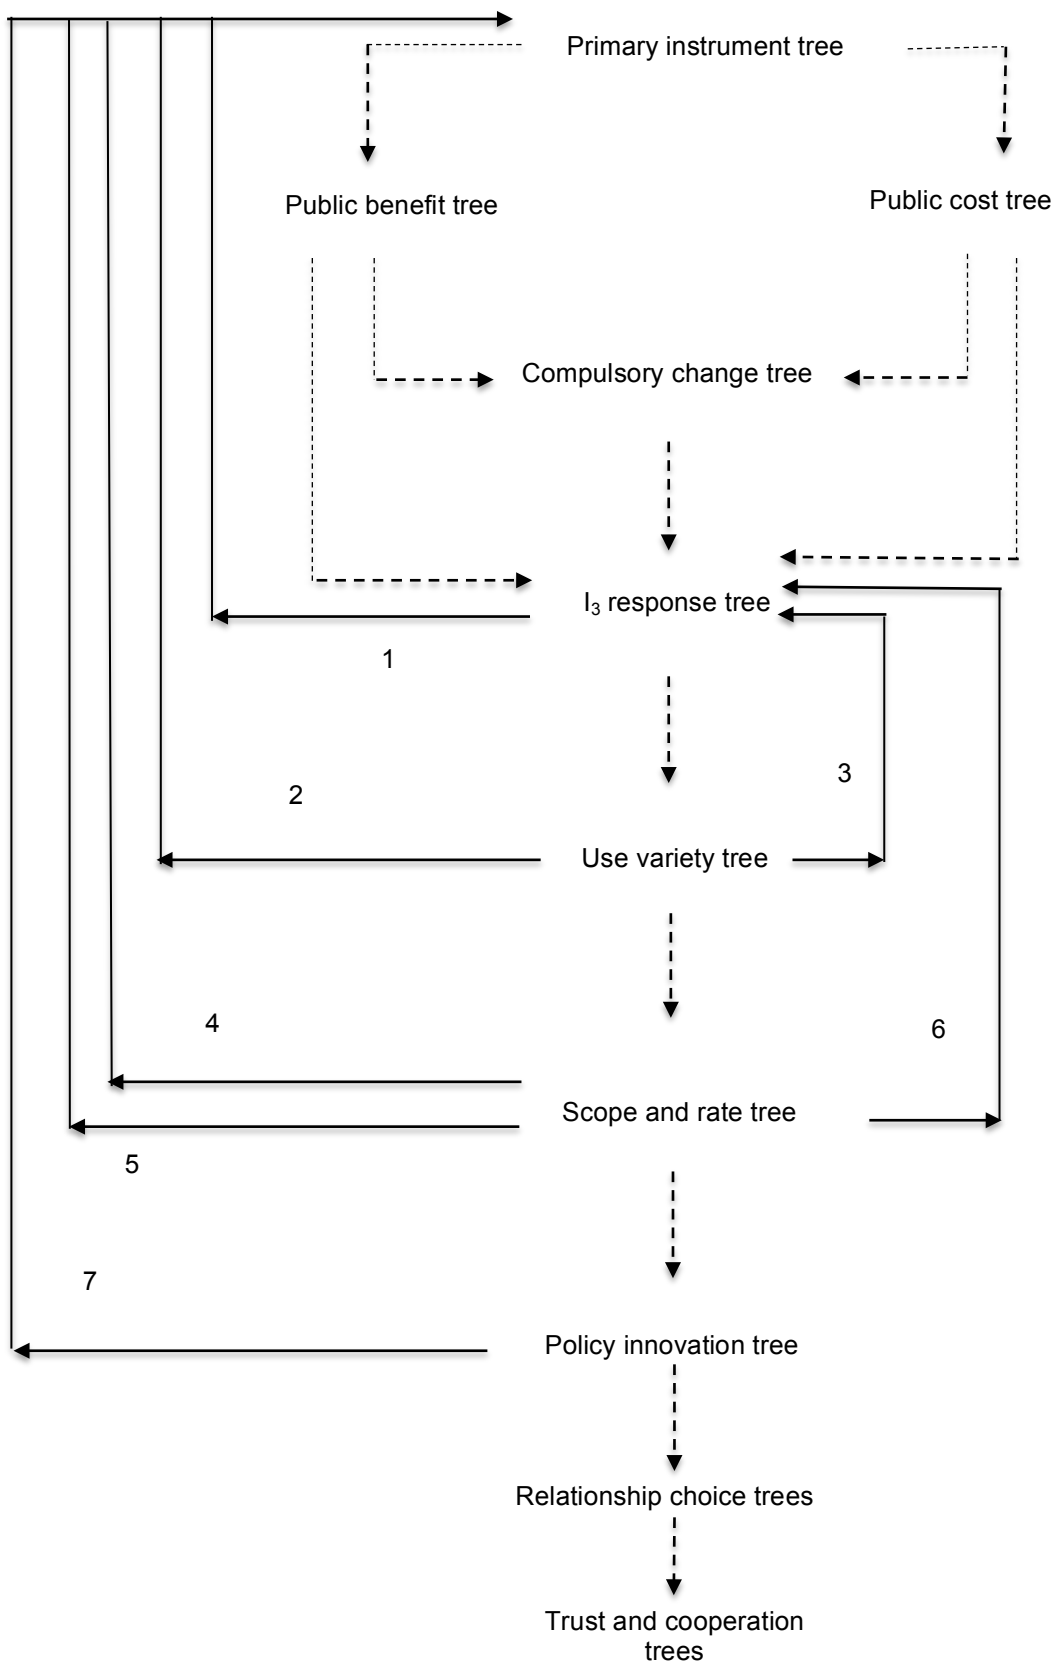 Primary instrument tree
Public benefit tree
Public cost tree
Compulsory change tree
I₃ response tree
1
3
2
Use variety tree
4
6
Scope and rate tree
5
7
Policy innovation tree
Relationship choice trees
Trust and cooperation
trees